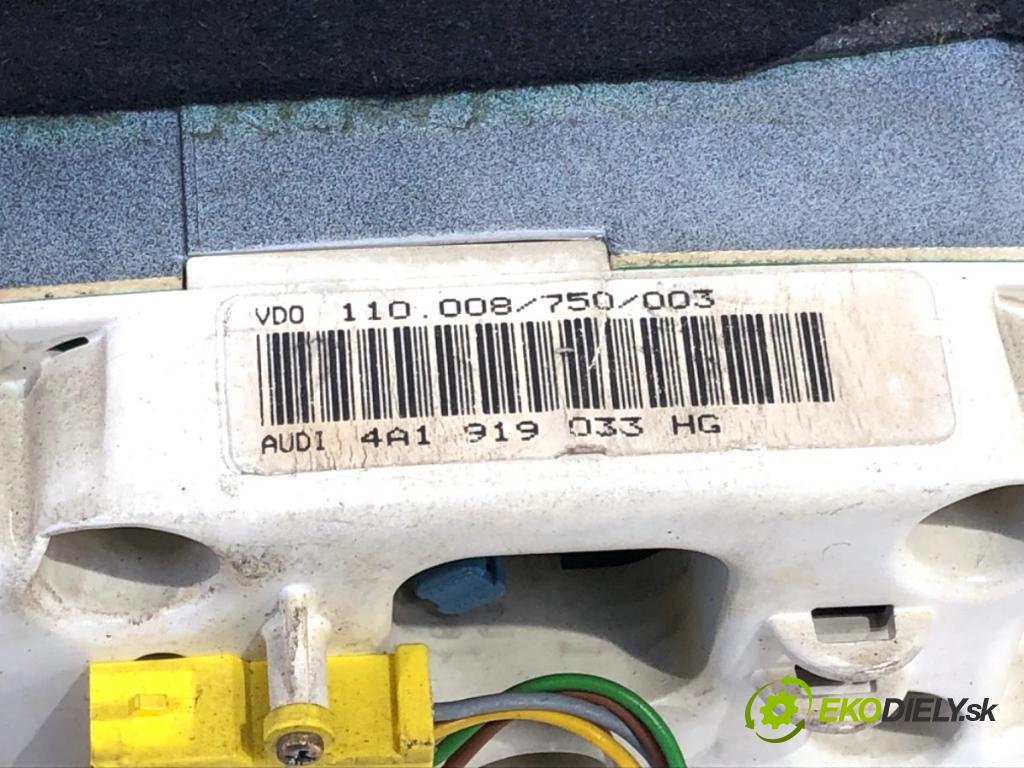 VDO 110.008/750/003
AUDI 4A1 919 033 HG
EKODIELY.sk